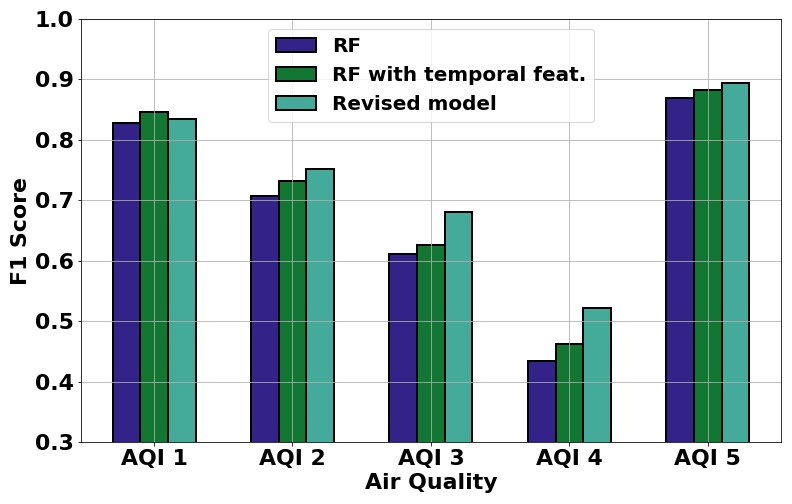 1.0
0.9
0.8
0.7
0.6
0.5
0.4
0.3
F1 Score
RF
RF with temporal feat.
Revised model
AQI 1 AQI 2 AQI 3 AQI 4 AQI 5
Air Quality